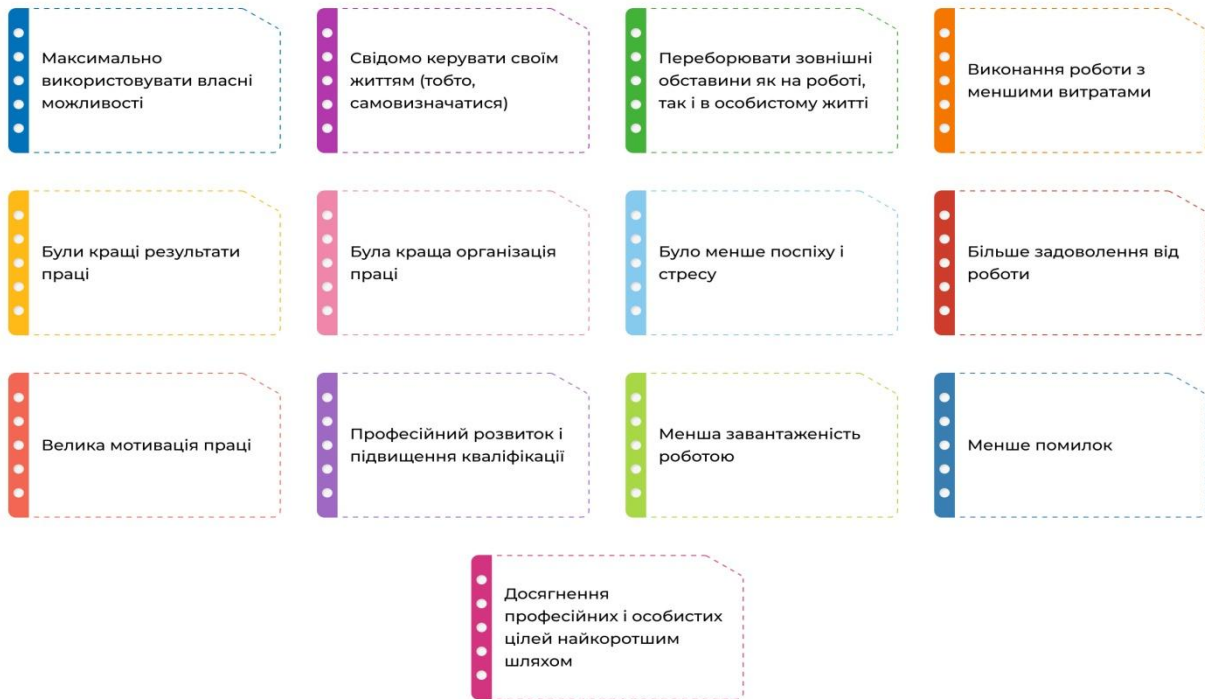 Максимально
використовувати власні
можливості
Свідомо керувати своїм
життям (тобто,
самовизначатися)
Переборювати зовнішні
обставини як на роботі,
так і в особистому житті
Виконання роботи з
меншими витратами
Були кращі результати
праці
Була краща організація
праці
Було менше поспіху і
стресу
Більше задоволення від
роботи
Велика мотивація праці
Професійний розвиток і
підвищення кваліфікації
Менша завантаженість
роботою
Менше помилок
Досягнення
професійних і особистих
цілей найкоротшим
шляхом